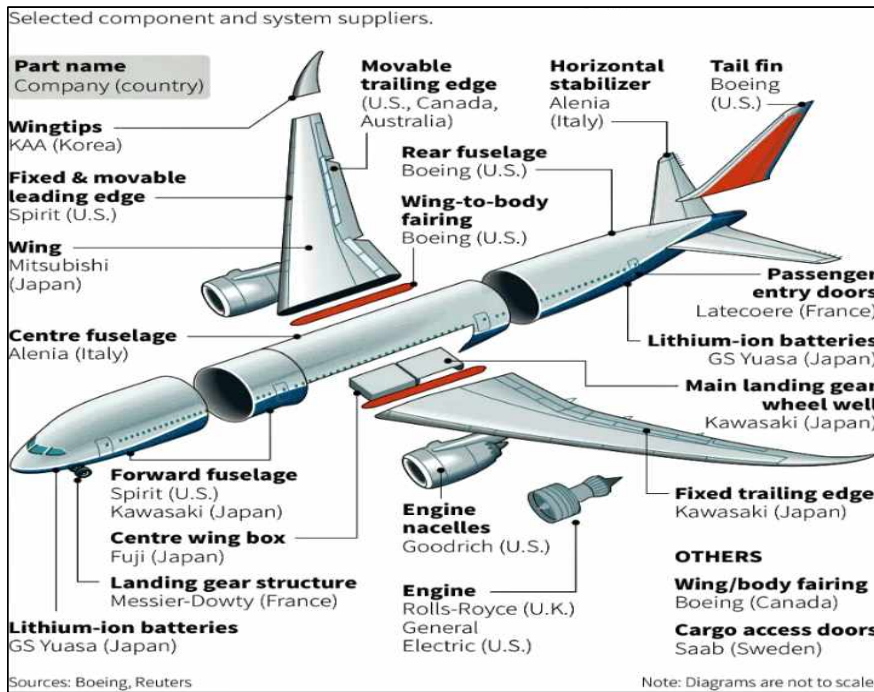 Selected component and system suppliers.
Part name
Company (country)
Wingtips
KAA (Korea)
Fixed & movable
leading edge
Spirit (U.S.)
Wing
Mitsubishi
(Japan)
Centre fuselage
Alenia (Italy)
Movable
trailing edge
(U.S., Canada,
Australia)
Rear fuselage
Boeing (U.S.)
Wing-to-body
fairing
Boeing (U.S.)
Horizontal
stabilizer
Alenia
(Italy)
Tail fin
Boeing
(U.S.)
Passenger
entry doors
Latecoere (France)
Lithium-ion batteries
GS Yuasa (Japan)
Main landing gear
wheel well
Kawasaki (Japan)
Forward fuselage
Spirit (U.S.)
Kawasaki (Japan)
Centre wing box
Fuji (Japan)
Landing gear structure
Messier-Dowty (France)
Lithium-ion batteries
GS Yuasa (Japan)
Engine
nacelles
Goodrich (U.S.)
Engine
Rolls-Royce (U.K.)
General
Electric (U.S.)
Fixed trailing edge
Kawasaki (Japan)
OTHERS
Wing/body fairing
Boeing (Canada)
Cargo access doors
Saab (Sweden)
Sources: Boeing, Reuters
Note: Diagrams are not to scale